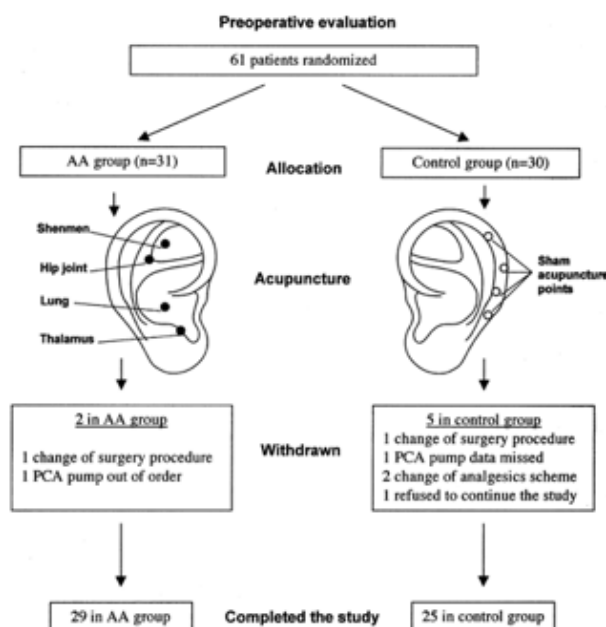 Preoperative evaluation
61 patients randomized
AA group (n=31)
Allocation
Control group (n=30)
Shenmen
Hip joint
Lung
Thalamus
Acupuncture
Sham
acupuncture
points
2 in AA group
1 change of surgery procedure
1 PCA pump out of order
Withdrawn
5 in control group
1 change of surgery procedure
1 PCA pump data missed
2 change of analgesics scheme
1 refused to continue the study
29 in AA group
Completed the study
25 in control group